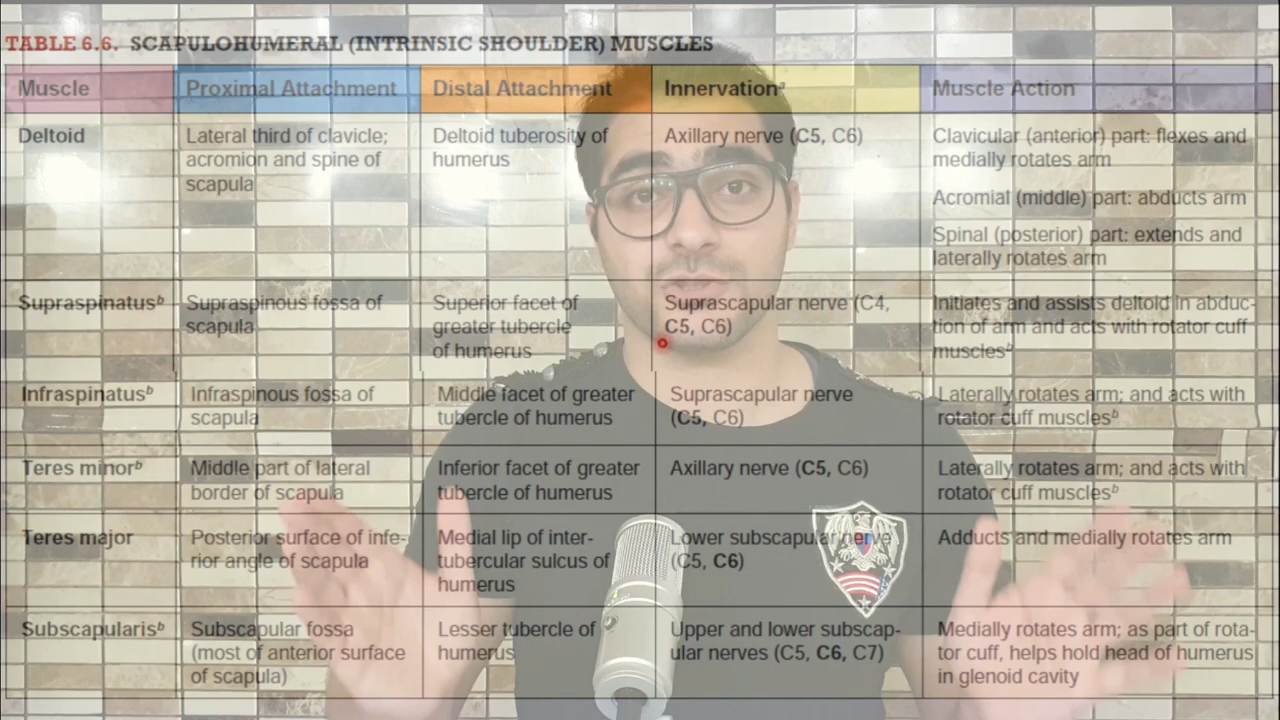 TABLE 6.6. SCAPULOHUMERAL (INTRINSIC SHOULDER) MUSCLES
Muscle
Proximal Attachment
Distal Attachment
Innervationᵃ
Muscle Action
Deltoid
Lateral third of clavicle;
acromion and spine of
scapula
Deltoid tuberosity of
humerus
Axillary nerve (C5, C6)
Clavicular (anterior) part: flexes and
medially rotates arm
Acromial (middle) part: abducts arm
Spinal (posterior) part: extends and
laterally rotates arm
Supraspinatusᵇ
Supraspinous fossa of
scapula
Superior facet of
greater tubercle
of humerus
Suprascapular nerve (C4,
C5, C6)
Initiates and assists deltoid in abduc-
tion of arm and acts with rotator cuff
musclesᵇ
Infraspinatusᵇ
Infraspinous fossa of
scapula
Middle facet of greater
tubercle of humerus
Suprascapular nerve
(C5, C6)
Laterally rotates arm; and acts with
rotator cuff musclesᵇ
Teres minorᵇ
Middle part of lateral
border of scapula
Inferior facet of greater
tubercle of humerus
Axillary nerve (C5, C6)
Laterally rotates arm; and acts with
rotator cuff musclesᵇ
Teres major
Posterior surface of infe-
rior angle of scapula
Medial lip of inter-
tubercular sulcus of
humerus
Lower subscapular nerve
(C5, C6)
Adducts and medially rotates arm
Subscapularisᵇ
Subscapular fossa
(most of anterior surface
of scapula)
Lesser tubercle of
humerus
Upper and lower subscap-
ular nerves (C5, C6, C7)
Medially rotates arm; as part of rota-
tor cuff, helps hold head of humerus
in glenoid cavity